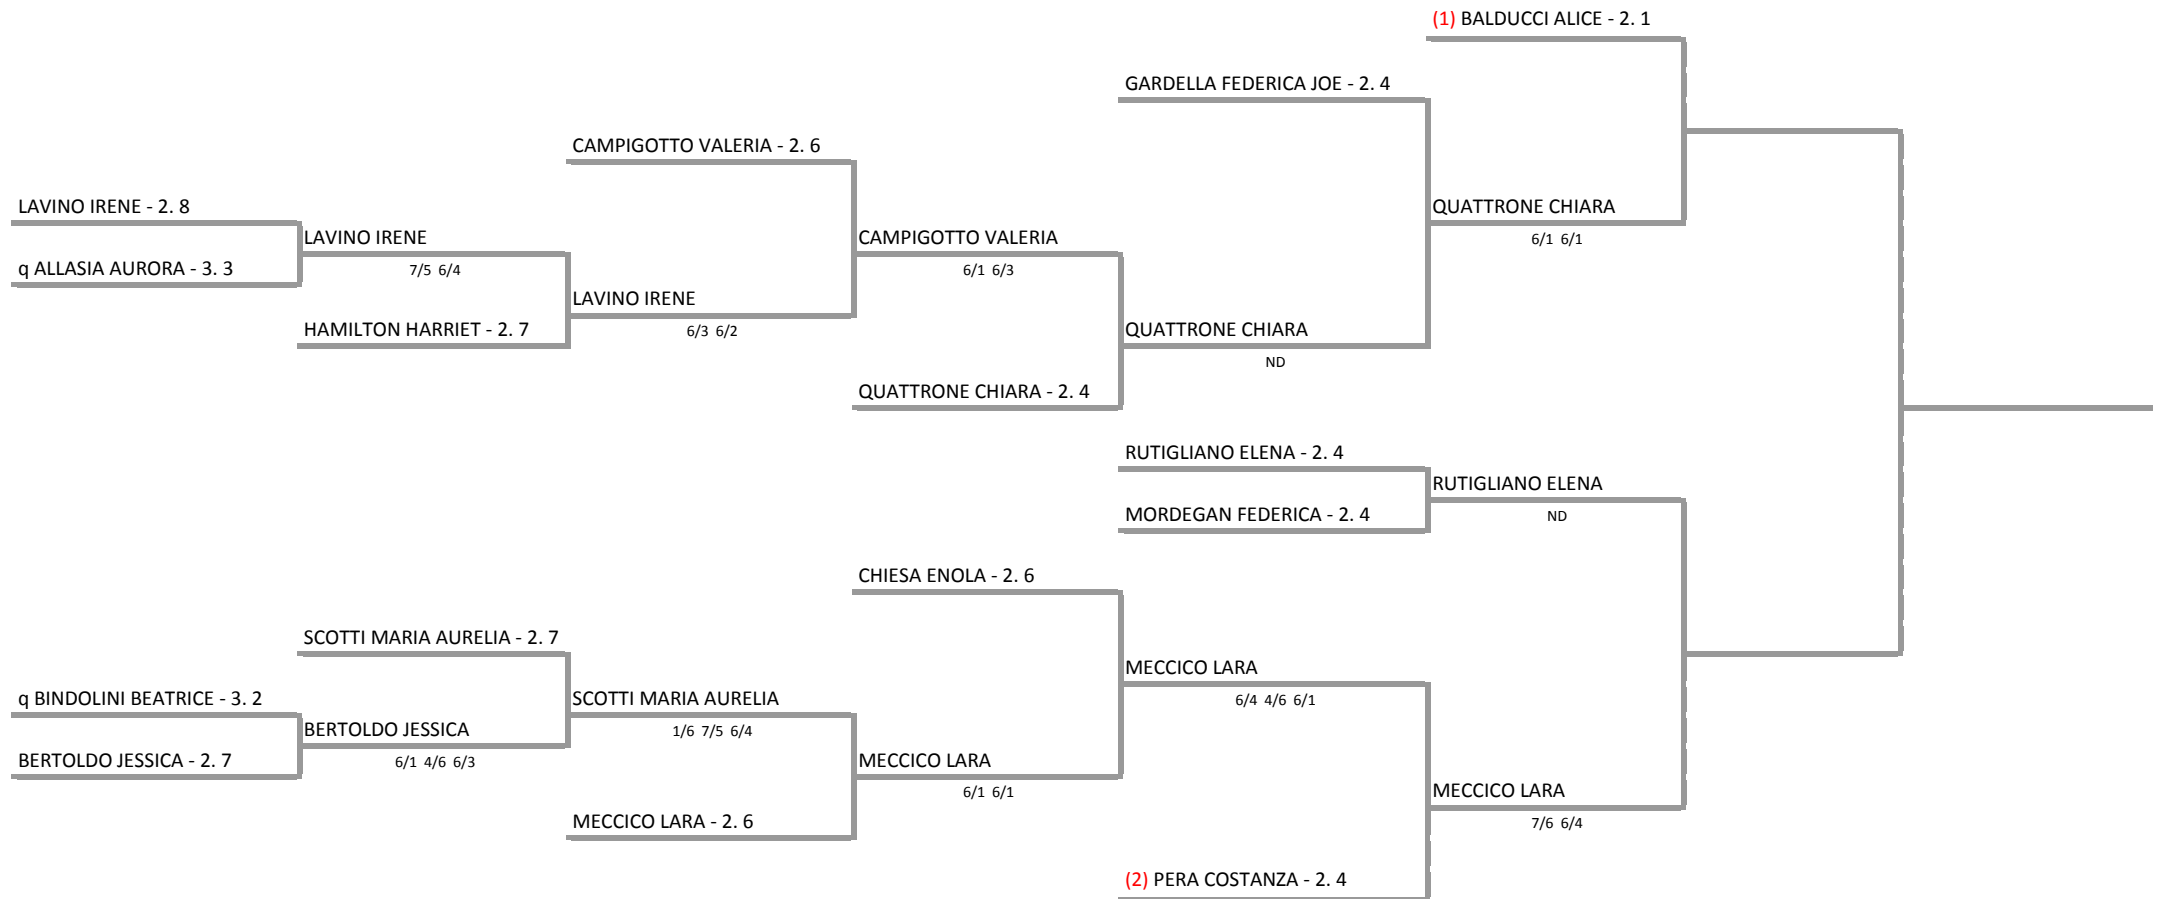 (1) BALDUCCI ALICE - 2. 1
GARDELLA FEDERICA JOE - 2. 4
CAMPIGOTTO VALERIA - 2. 6
LAVINO IRENE - 2. 8
QUATTRONE CHIARA
LAVINO IRENE
CAMPIGOTTO VALERIA
6/1 6/1
q ALLASIA AURORA - 3. 3
7/5 6/4
6/1 6/3
LAVINO IRENE
HAMILTON HARRIET - 2. 7
6/3 6/2
QUATTRONE CHIARA
ND
QUATTRONE CHIARA - 2. 4
RUTIGLIANO ELENA - 2. 4
RUTIGLIANO ELENA
MORDEGAN FEDERICA - 2. 4
ND
CHIESA ENOLA - 2. 6
SCOTTI MARIA AURELIA - 2. 7
MECCICO LARA
q BINDOLINI BEATRICE - 3. 2
SCOTTI MARIA AURELIA
6/4 4/6 6/1
BERTOLDO JESSICA
1/6 7/5 6/4
BERTOLDO JESSICA - 2. 7
6/1 4/6 6/3
MECCICO LARA
6/1 6/1
MECCICO LARA
MECCICO LARA - 2. 6
7/6 6/4
(2) PERA COSTANZA - 2. 4